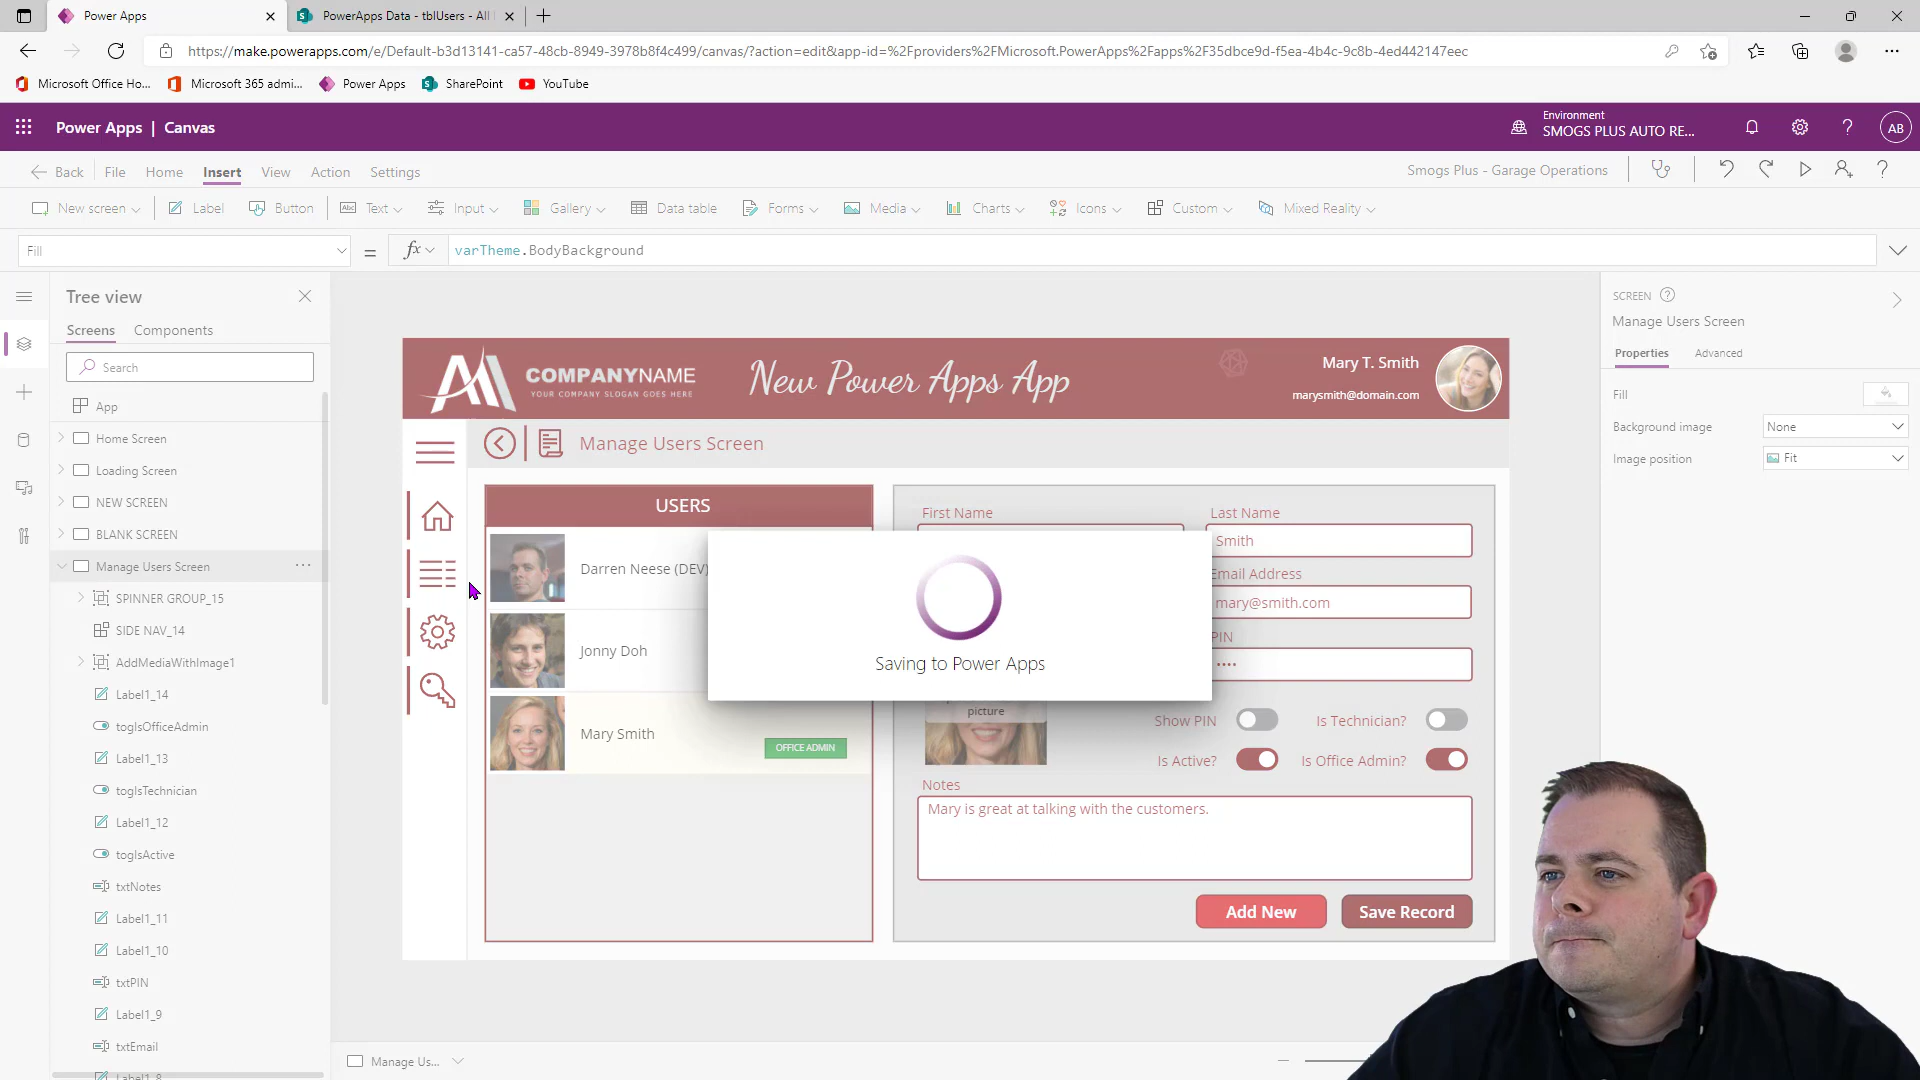 Power Apps
PowerApps Data - tblUsers - All
https://make.powerapps.com/e/Default-b3d13141-ca57-48cb-8949-3978b8f4c499/canvas/?action=edit&app-id=%2Fproviders%2FMicrosoft.PowerApps%2Fapps%2F35dbce9d-f5ea-4b4c-9c8b-4ed442147eec
Microsoft Office Ho... Microsoft 365 admi... Power Apps SharePoint YouTube
Power Apps | Canvas
Environment
SMOGS PLUS AUTO RE...
AB
Back File Home Insert View Action Settings
Smogs Plus - Garage Operations
New screen Label Button Text Input Gallery Data table Forms Media Charts Icons Custom Mixed Reality
Fill = fx varTheme.BodyBackground
Tree view
Screens Components
Search
App
Home Screen
Loading Screen
NEW SCREEN
BLANK SCREEN
Manage Users Screen
SPINNER GROUP_15
SIDE NAV_14
AddMediaWithImage1
Label1_14
togIsOfficeAdmin
Label1_13
togIsTechnician
Label1_12
togIsActive
txtNotes
Label1_11
Label1_10
txtPIN
Label1_9
txtEmail
Label1_8
COMPANYNAME
YOUR COMPANY SLOGAN GOES HERE
New Power Apps App
Mary T. Smith
marysmith@domain.com
Manage Users Screen
USERS
Darren Neese (DEV)
Jonny Doh
Mary Smith
OFFICE ADMIN
First Name
Last Name
Smith
Email Address
mary@smith.com
PIN
••••
picture
Show PIN Is Technician?
Is Active? Is Office Admin?
Notes
Mary is great at talking with the customers.
Add New Save Record
Saving to Power Apps
SCREEN
Manage Users Screen
Properties Advanced
Fill
Background image None
Image position Fit
Manage Us...